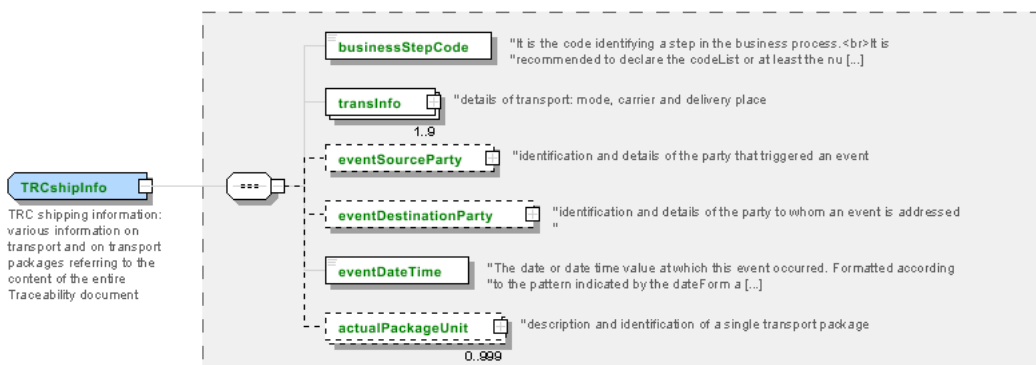 businessStepCode
"It is the code identifying a step in the business process.<br>It is
"recommended to declare the codeList or at least the nu [...]
transInfo
"details of transport: mode, carrier and delivery place
1..9
eventSourceParty
"identification and details of the party that triggered an event
TRCshipInfo
TRC shipping information:
various information on
transport and on transport
packages referring to the
content of the entire
Traceability document
eventDestinationParty
"identification and details of the party to whom an event is addressed
"
eventDateTime
"The date or date time value at which this event occurred. Formatted according
"to the pattern indicated by the dateForm a [...]
actualPackageUnit
"description and identification of a single transport package
0..999